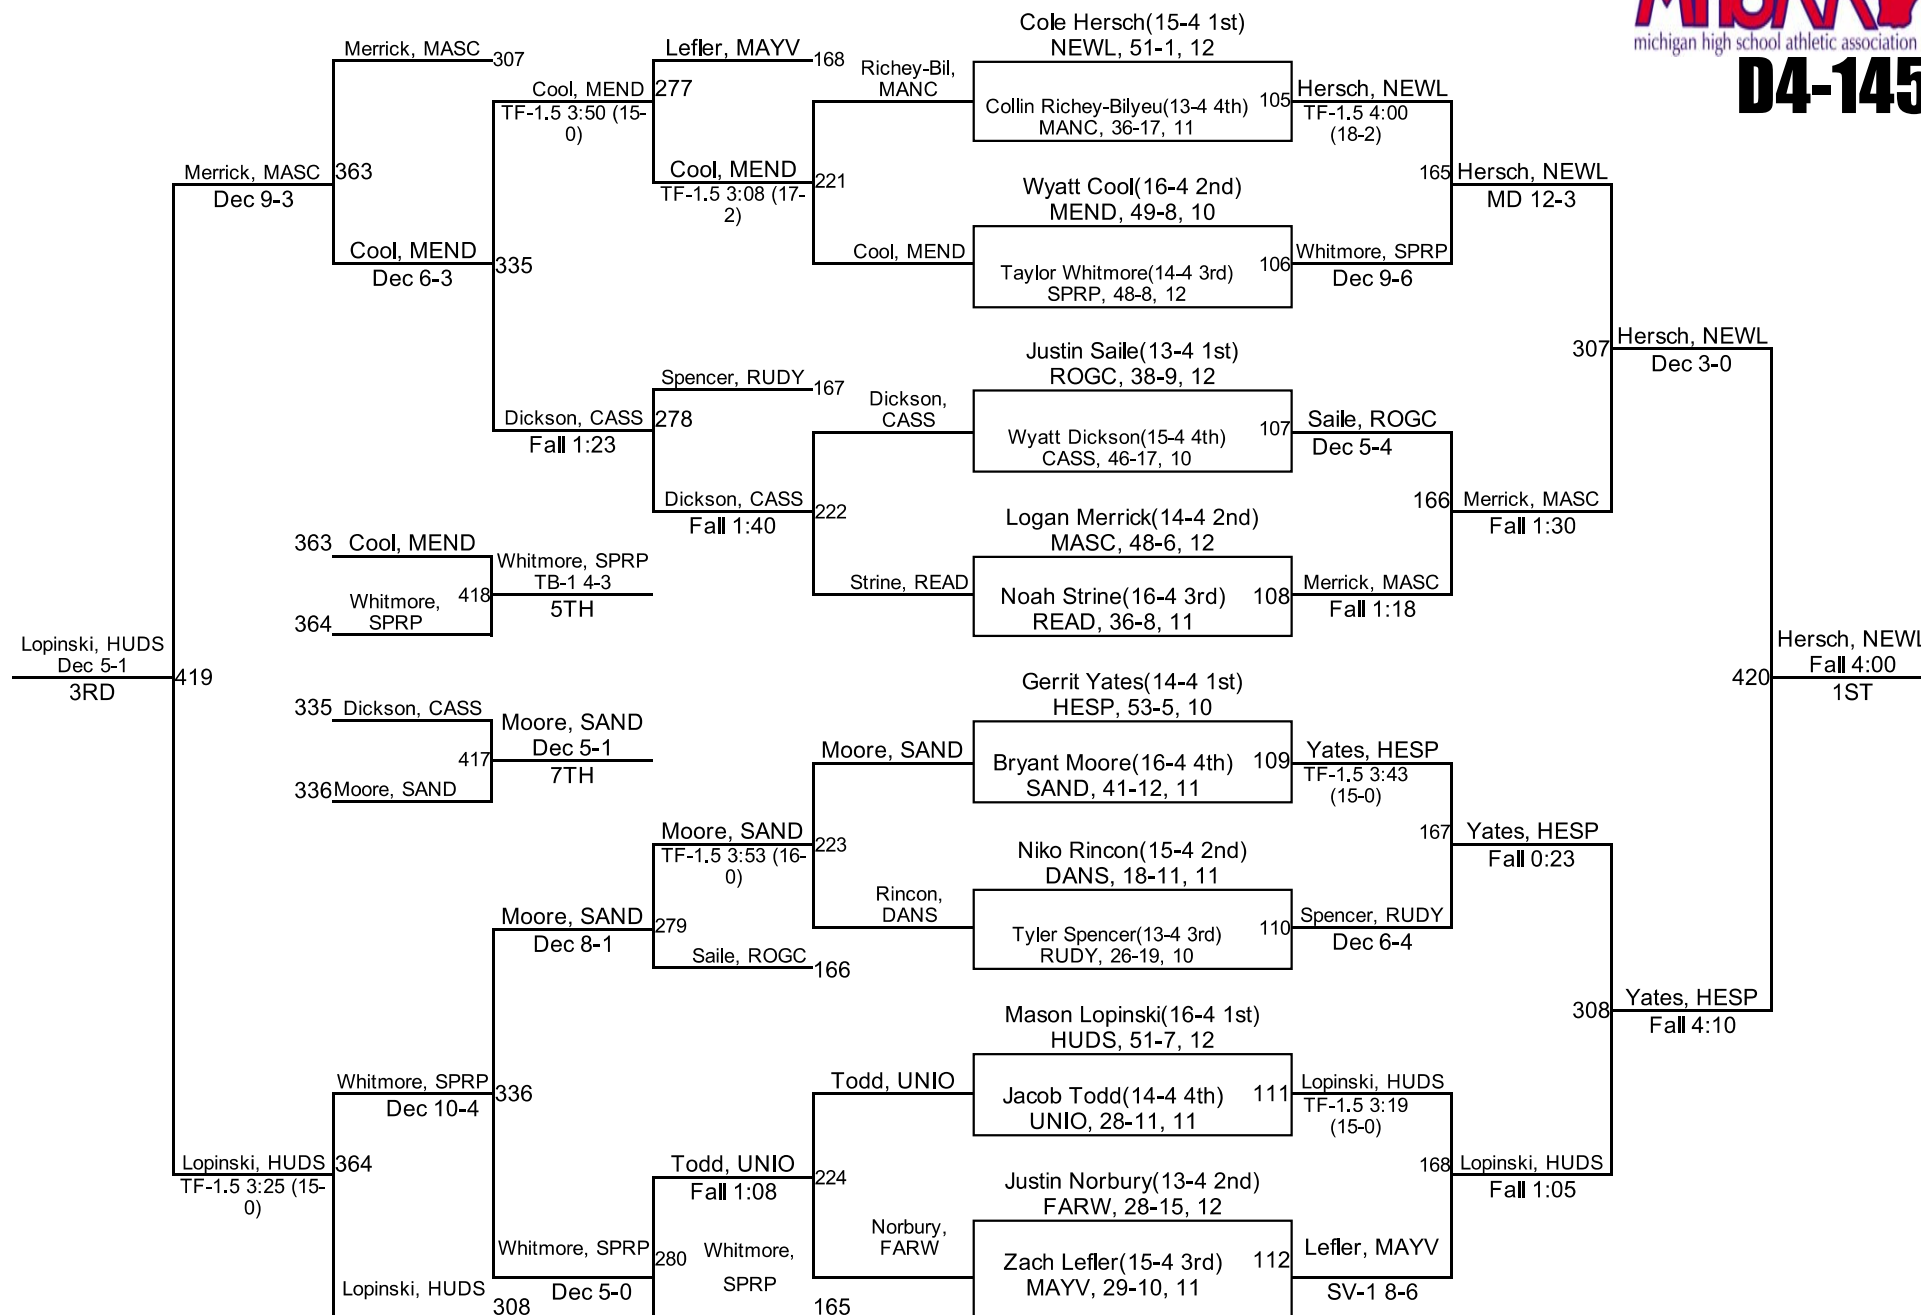 michigan high school athletic association
D4-145
Merrick, MASC
307
Cool, MEND
TF-1.5 3:50 (15-
0)
Lefler, MAYV
168
277
Cool, MEND
TF-1.5 3:08 (17-
2)
221
Richey-Bil,
MANC
Cool, MEND
Cole Hersch(15-4 1st)
NEWL, 51-1, 12
Collin Richey-Bilyeu(13-4 4th)
MANC, 36-17, 11
105
Hersch, NEWL
TF-1.5 4:00
(18-2)
Wyatt Cool(16-4 2nd)
MEND, 49-8, 10
Taylor Whitmore(14-4 3rd)
SPRP, 48-8, 12
106
Whitmore, SPRP
Dec 9-6
165
Hersch, NEWL
MD 12-3
Merrick, MASC
Dec 9-3
363
Cool, MEND
Dec 6-3
335
Dickson, CASS
Fall 1:23
Spencer, RUDY
167
278
Dickson, CASS
Fall 1:40
222
Dickson,
CASS
Strine, READ
Justin Saile(13-4 1st)
ROGC, 38-9, 12
Wyatt Dickson(15-4 4th)
CASS, 46-17, 10
107
Saile, ROGC
Dec 5-4
Logan Merrick(14-4 2nd)
MASC, 48-6, 12
Noah Strine(16-4 3rd)
READ, 36-8, 11
108
Merrick, MASC
Fall 1:18
166
Merrick, MASC
Fall 1:30
307
Hersch, NEWL
Dec 3-0
363
Cool, MEND
364
Whitmore,
SPRP
418
Whitmore, SPRP
TB-1 4-3
5TH
Lopinski, HUDS
Dec 5-1
3RD
419
335
Dickson, CASS
336
Moore, SAND
417
Moore, SAND
Dec 5-1
7TH
420
Hersch, NEWL
Fall 4:00
1ST
Moore, SAND
Rincon,
DANS
Gerrit Yates(14-4 1st)
HESP, 53-5, 10
Bryant Moore(16-4 4th)
SAND, 41-12, 11
109
Yates, HESP
TF-1.5 3:43
(15-0)
Moore, SAND
TF-1.5 3:53 (16-
0)
223
Niko Rincon(15-4 2nd)
DANS, 18-11, 11
Tyler Spencer(13-4 3rd)
RUDY, 26-19, 10
110
Spencer, RUDY
Dec 6-4
167
Yates, HESP
Fall 0:23
Moore, SAND
Dec 8-1
279
Saile, ROGC
166
Whitmore, SPRP
Dec 10-4
336
Mason Lopinski(16-4 1st)
HUDS, 51-7, 12
Jacob Todd(14-4 4th)
UNIO, 28-11, 11
111
Lopinski, HUDS
TF-1.5 3:19
(15-0)
308
Yates, HESP
Fall 4:10
Todd, UNIO
Norbury,
FARW
Lopinski, HUDS
TF-1.5 3:25 (15-
0)
364
Todd, UNIO
Fall 1:08
224
Justin Norbury(13-4 2nd)
FARW, 28-15, 12
Zach Lefler(15-4 3rd)
MAYV, 29-10, 11
112
Lefler, MAYV
SV-1 8-6
168
Lopinski, HUDS
Fall 1:05
Whitmore, SPRP
Dec 5-0
280
Whitmore,
SPRP
165
Lopinski, HUDS
308